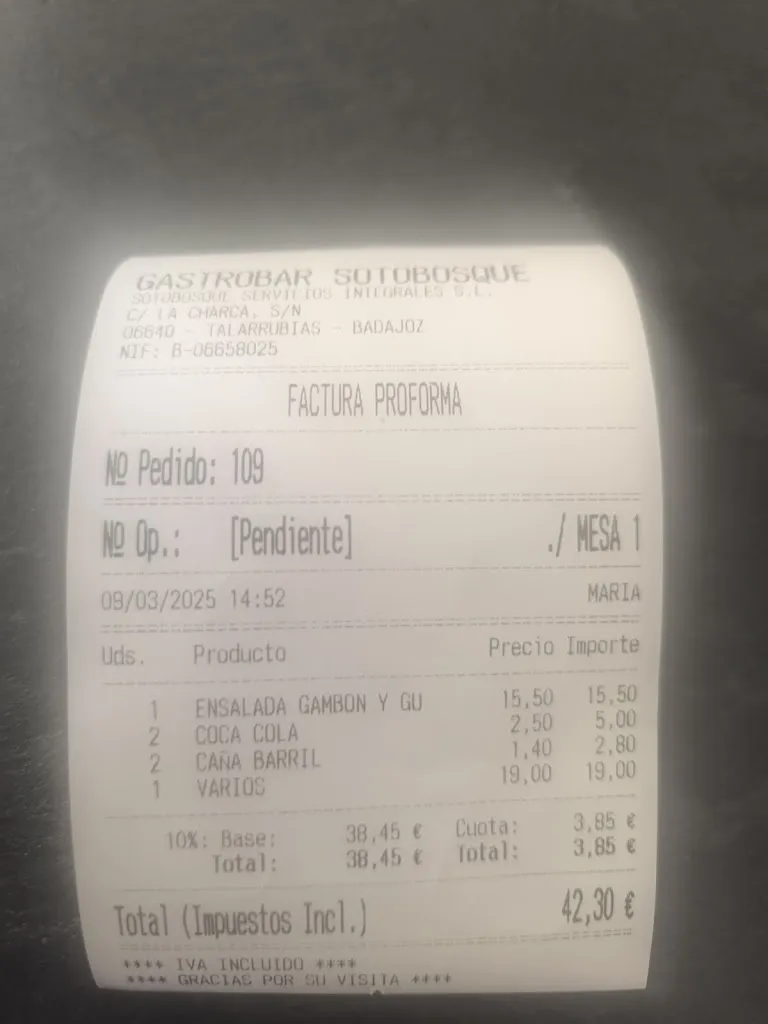 GASTROBAR SOTOBOSQUE
SOTOBOSQUE SERVICIOS INTEGRALES S.L.
C/ LA CHARCA, S/N
06640 - TALARRUBIAS - BADAJOZ
NIF: B-06658025
FACTURA PROFORMA
Nº Pedido: 109
Nº Op.: [Pendiente] ./ MESA 1
09/03/2025 14:52 MARIA
Uds. Producto Precio Importe
1 ENSALADA GAMBON Y GU 15,50 15,50
2 COCA COLA 2,50 5,00
2 CAÑA BARRIL 1,40 2,80
1 VARIOS 19,00 19,00
10%: Base: 38,45 € Cuota: 3,85 €
Total: 38,45 € Total: 3,85 €
Total (Impuestos Incl.) 42,30 €
**** IVA INCLUIDO ****
**** GRACIAS POR SU VISITA ****